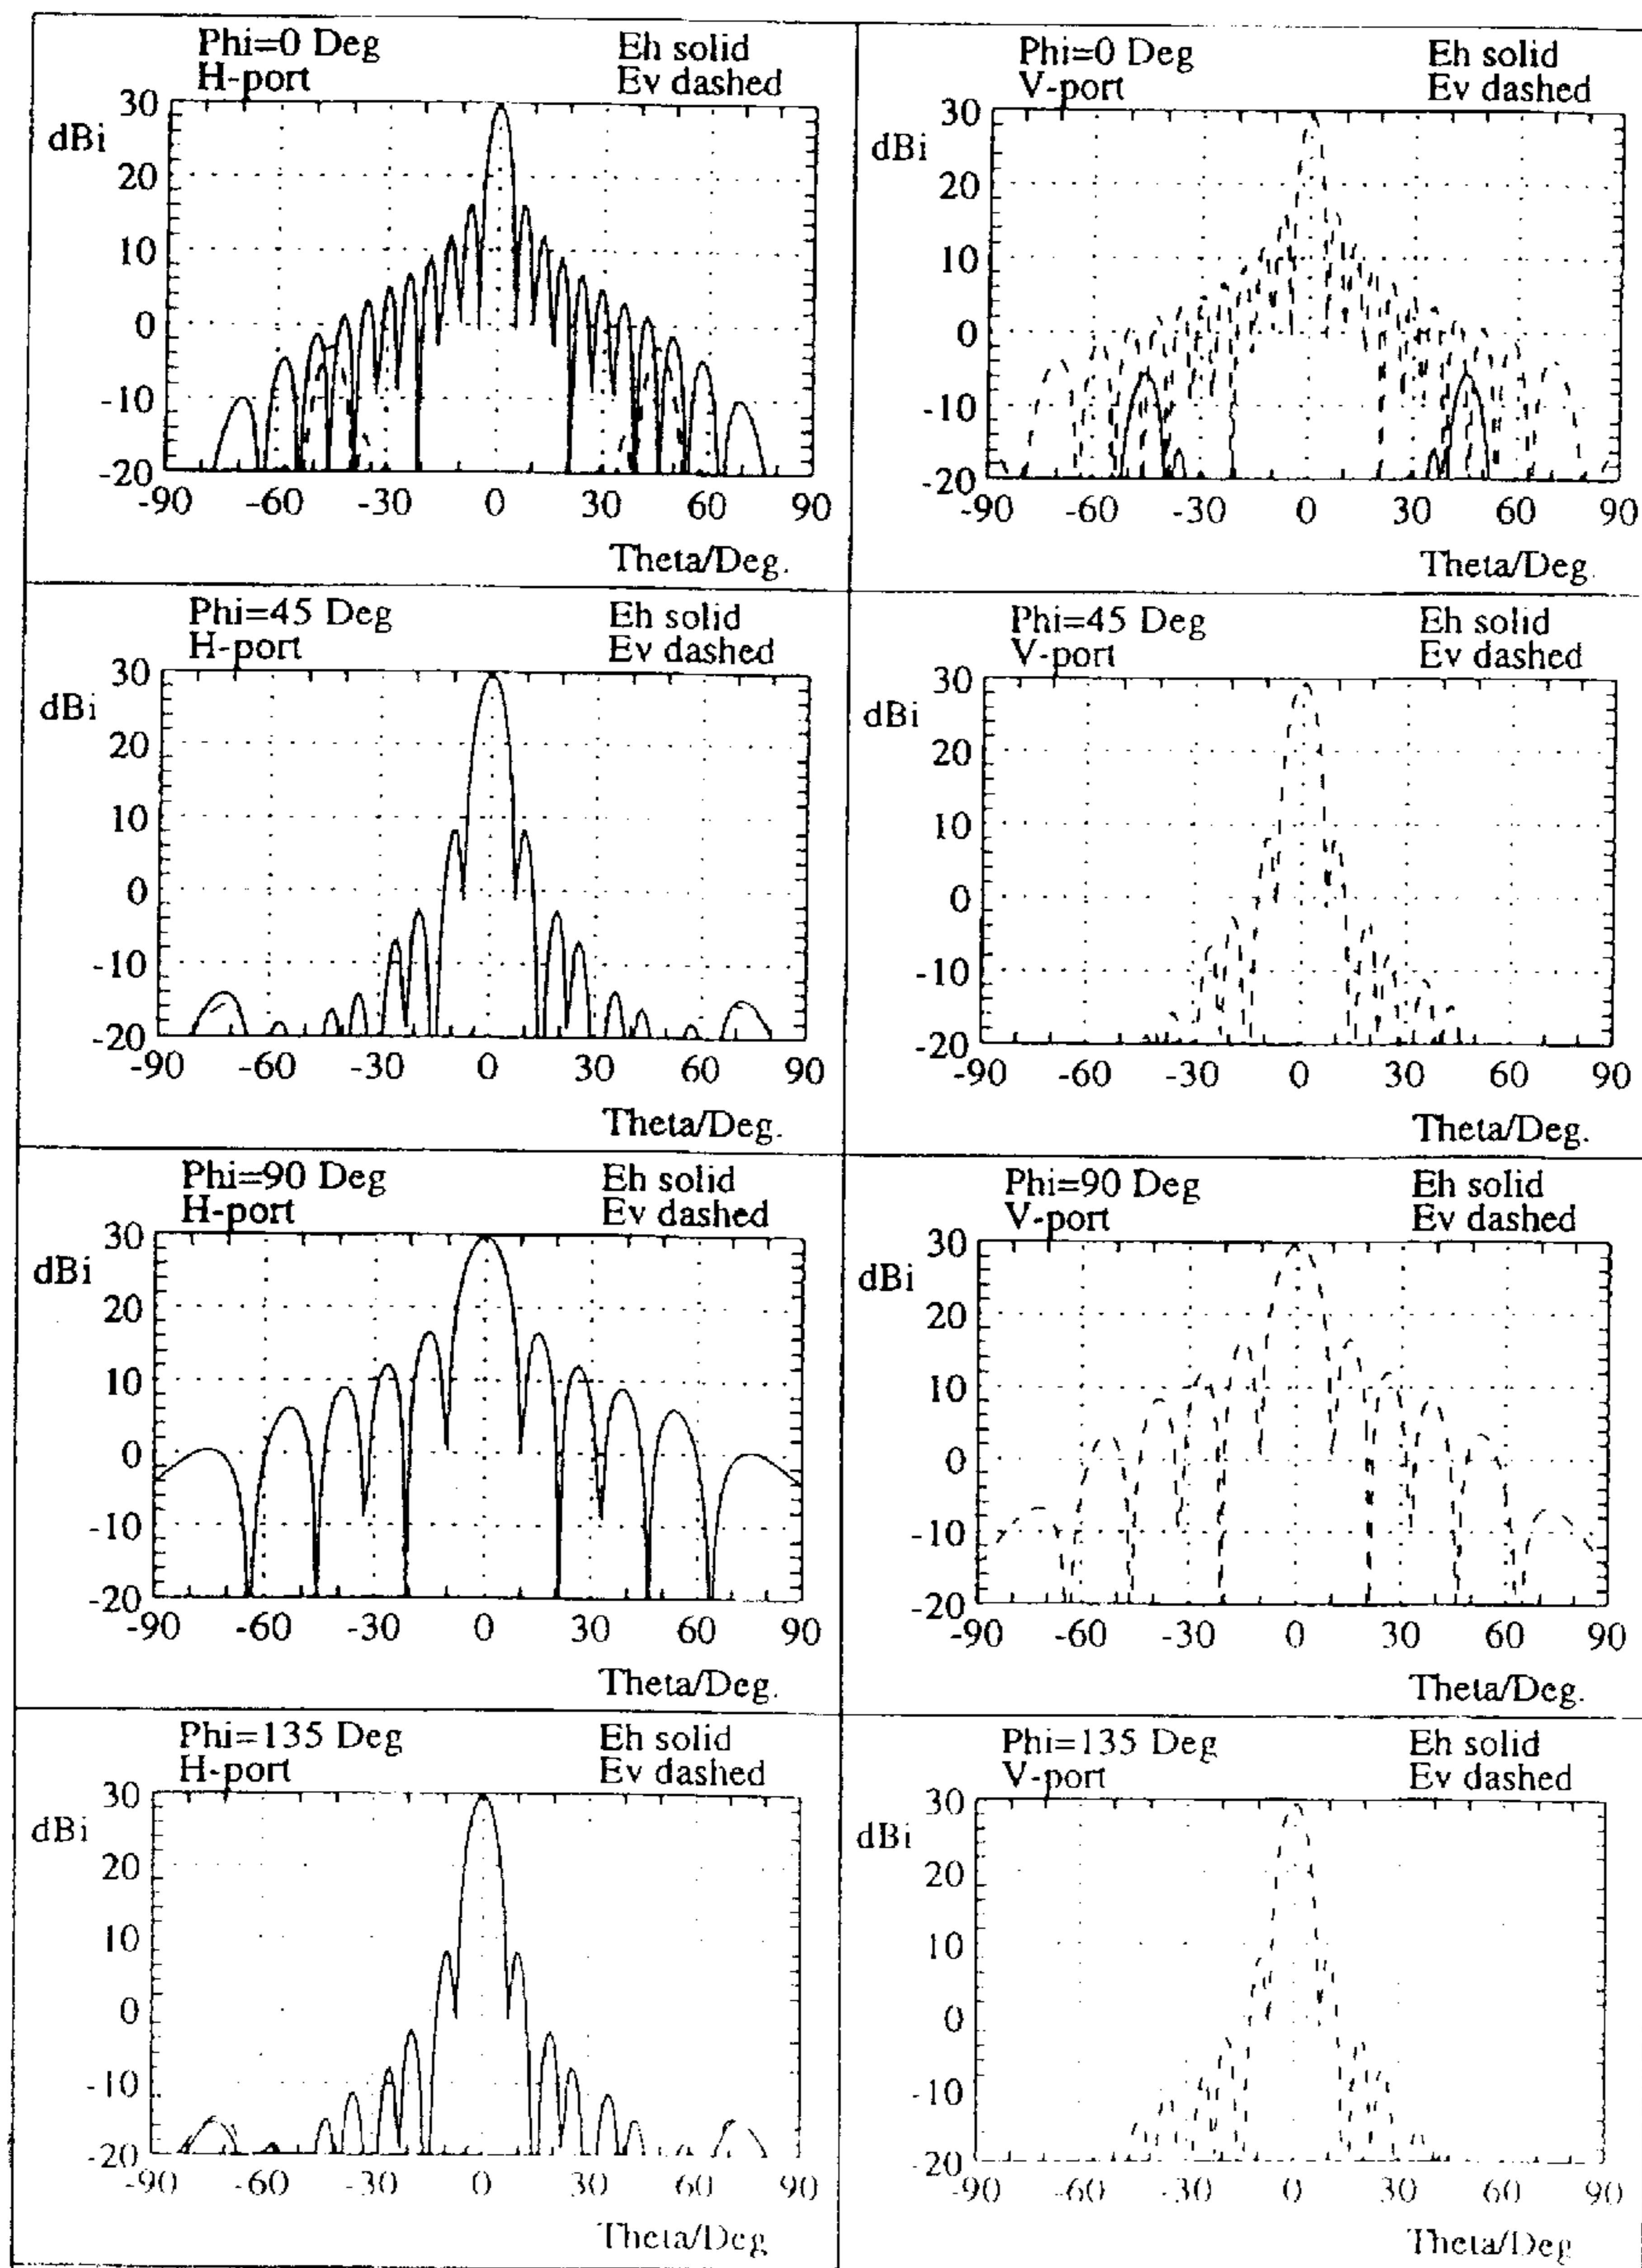 Phi=0 Deg Eh solid
H-port Ev dashed
30
dBi
20
10
0
-10
-20
-90 -60 -30 0 30 60 90
Theta/Deg.
Phi=0 Deg Eh solid
V-port Ev dashed
30
dBi
20
10
0
-10
-20
-90 -60 -30 0 30 60 90
Theta/Deg.
Phi=45 Deg Eh solid
H-port Ev dashed
30
dBi
20
10
0
-10
-20
-90 -60 -30 0 30 60 90
Theta/Deg.
Phi=45 Deg Eh solid
V-port Ev dashed
30
dBi
20
10
0
-10
-20
-90 -60 -30 0 30 60 90
Theta/Deg.
Phi=90 Deg Eh solid
H-port Ev dashed
30
dBi
20
10
0
-10
-20
-90 -60 -30 0 30 60 90
Theta/Deg.
Phi=90 Deg Eh solid
V-port Ev dashed
30
dBi
20
10
0
-10
-20
-90 -60 -30 0 30 60 90
Theta/Deg.
Phi=135 Deg Eh solid
H-port Ev dashed
30
dBi
20
10
0
-10
-20
-90 -60 -30 0 30 60 90
Theta/Deg
Phi=135 Deg Eh solid
V-port Ev dashed
30
dBi
20
10
0
-10
-20
-90 -60 -30 0 30 60 90
Theta/Deg